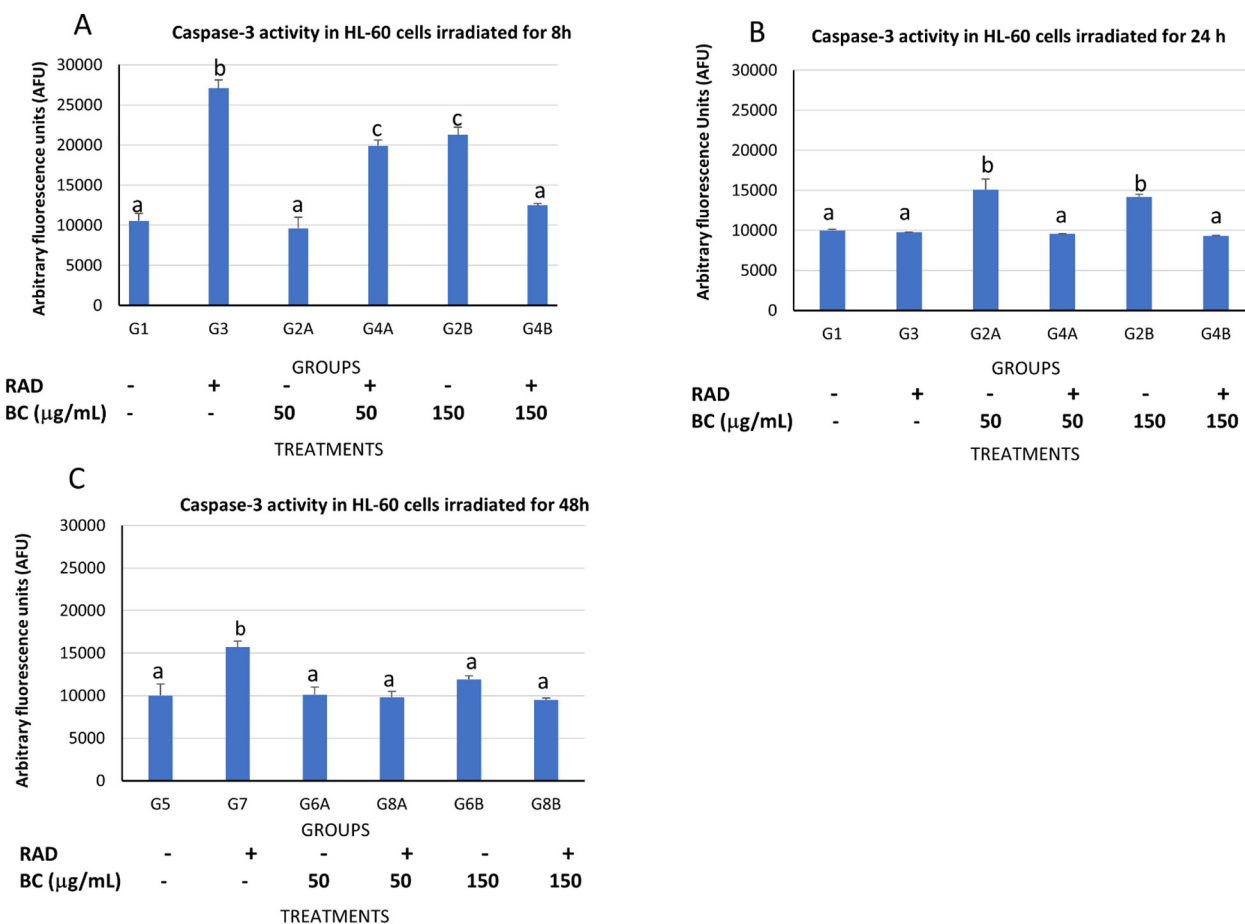 A
Caspase-3 activity in HL-60 cells irradiated for 8h
Arbitrary fluorescence units (AFU)
30000
25000
20000
15000
10000
5000
0
a
b
a
c
c
a
G1 G3 G2A G4A G2B G4B
GROUPS
RAD - + - + - +
BC (μg/mL) - - 50 50 150 150
TREATMENTS
B
Caspase-3 activity in HL-60 cells irradiated for 24 h
Arbitrary fluorescence Units (AFU)
30000
25000
20000
15000
10000
5000
0
a
a
b
a
b
a
G1 G3 G2A G4A G2B G4B
GROUPS
RAD - + - + - +
BC (μg/mL) - - 50 50 150 150
TREATMENTS
C
Caspase-3 activity in HL-60 cells irradiated for 48h
Arbitrary fluorescence units (AFU)
30000
25000
20000
15000
10000
5000
0
a
b
a
a
a
a
G5 G7 G6A G8A G6B G8B
GROUPS
RAD - + - + - +
BC (μg/mL) - - 50 50 150 150
TREATMENTS